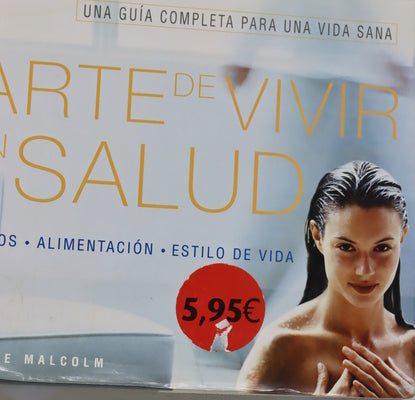 UNA GUÍA COMPLETA PARA UNA VIDA SANA
ARTE DE VIVIR
N SALUD
OS • ALIMENTACIÓN • ESTILO DE VIDA
5,95€
E MALCOLM